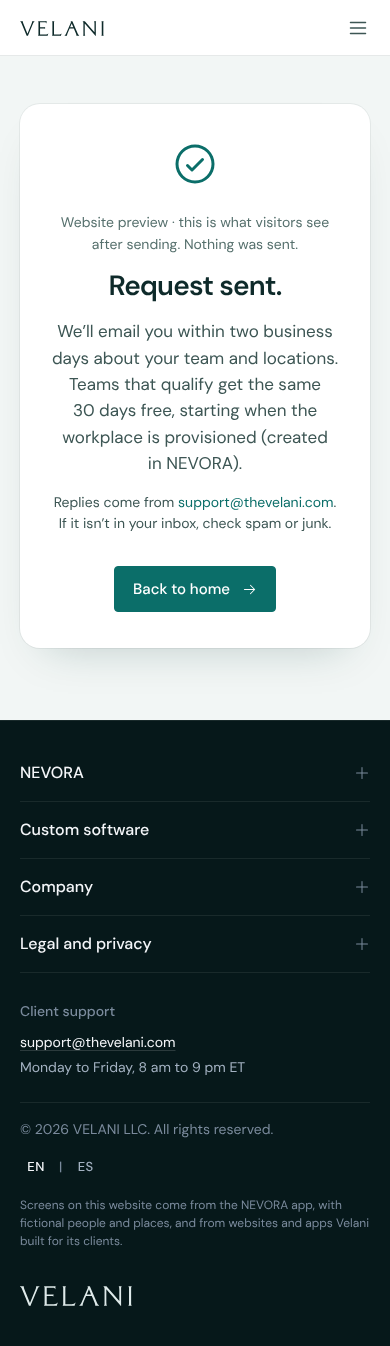 VELANI
Website preview · this is what visitors see
after sending. Nothing was sent.
Request sent.
We’ll email you within two business
days about your team and locations.
Teams that qualify get the same
30 days free, starting when the
workplace is provisioned (created
in NEVORA).
Replies come from support@thevelani.com.
If it isn’t in your inbox, check spam or junk.
Back to home
NEVORA
Custom software
Company
Legal and privacy
Client support
support@thevelani.com
Monday to Friday, 8 am to 9 pm ET
© 2026 VELANI LLC. All rights reserved.
EN | ES
Screens on this website come from the NEVORA app, with
fictional people and places, and from websites and apps Velani
built for its clients.
VELANI